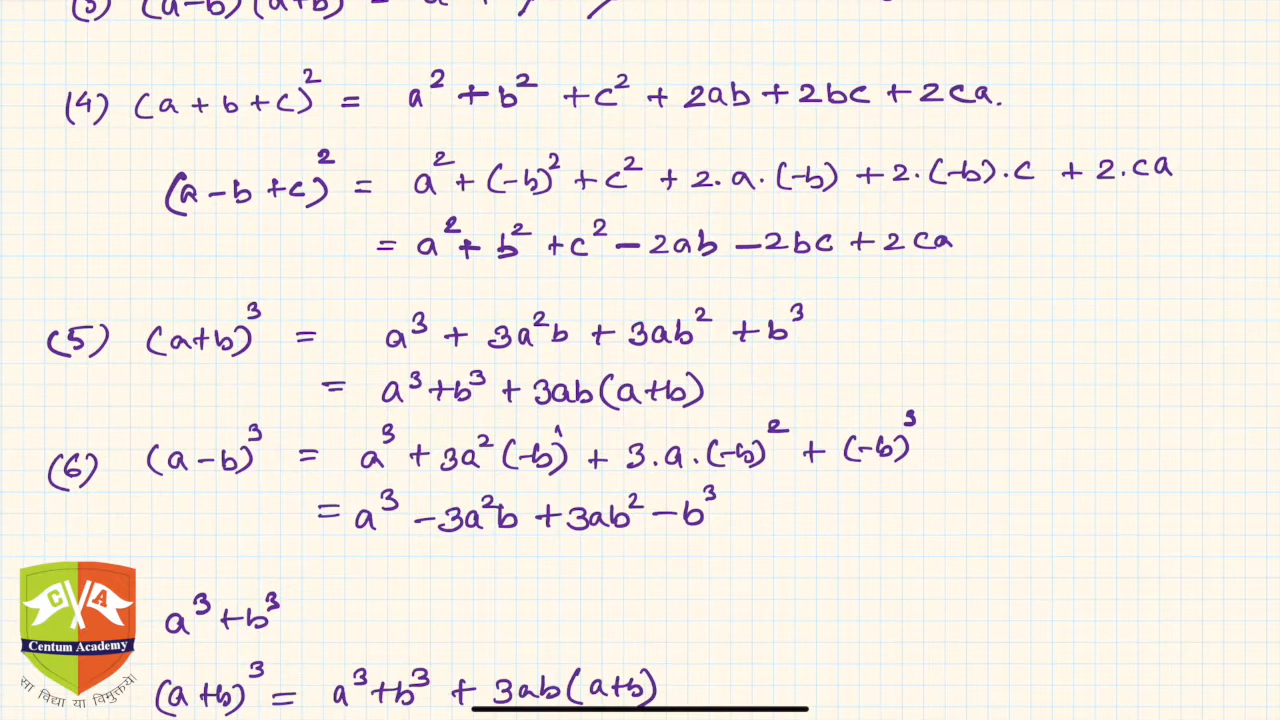 (3) (a-b)(a+b) =
(4) (a + b + c)² = a² + b² + c² + 2ab + 2bc + 2ca.
(a - b + c)² = a² + (-b)² + c² + 2. a. (-b) + 2. (-b). c + 2. ca
= a² + b² + c² - 2ab - 2bc + 2ca
(5) (a+b)³ = a³ + 3a²b + 3ab² + b³
= a³ + b³ + 3ab(a+b)
(6) (a - b)³ = a³ + 3a²(-b)¹ + 3. a. (-b)² + (-b)³
= a³ - 3a²b + 3ab² - b³
a³ + b³
(a+b)³ = a³ + b³ + 3ab(a+b)
C A
Centum Academy
सा विद्या या विमुक्तये